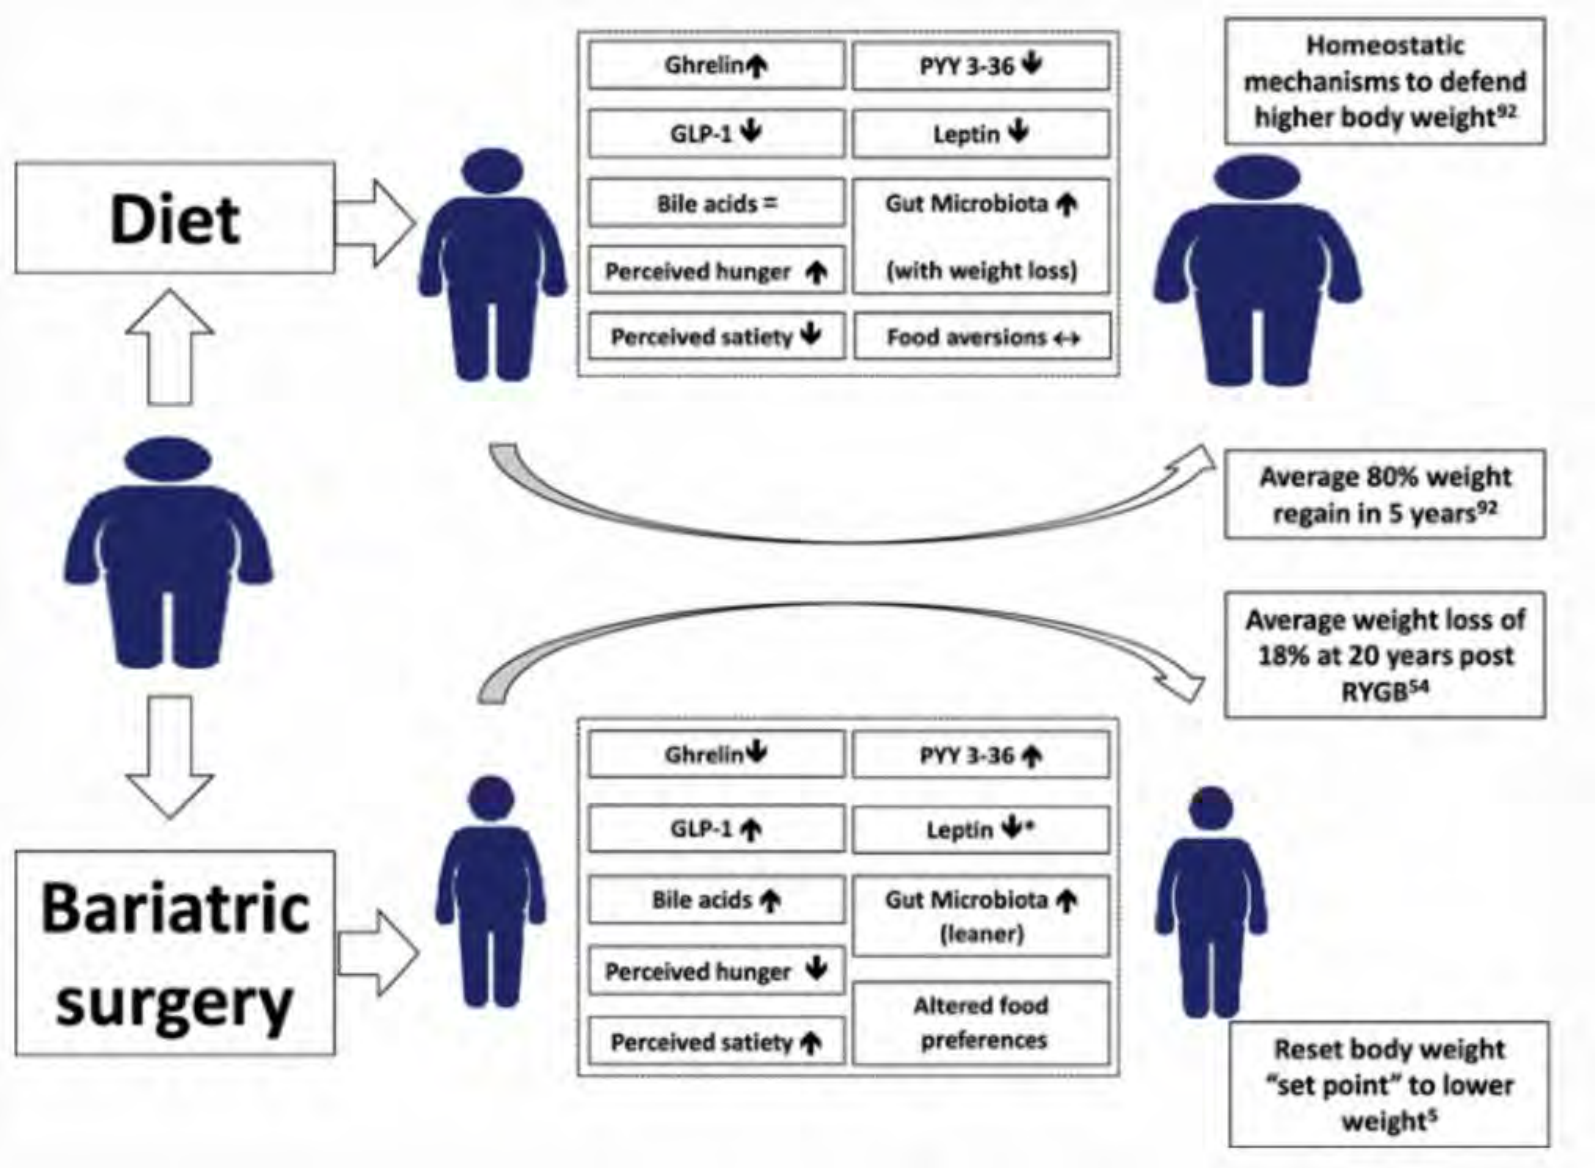 Diet
Ghrelin↑
PYY 3-36 ↓
GLP-1 ↓
Leptin ↓
Bile acids =
Gut Microbiota ↑
(with weight loss)
Perceived hunger ↑
Perceived satiety ↓
Food aversions ↔
Homeostatic
mechanisms to defend
higher body weight⁹²
Average 80% weight
regain in 5 years⁹²
Average weight loss of
18% at 20 years post
RYGB⁵⁴
Bariatric
surgery
Ghrelin↓
PYY 3-36 ↑
GLP-1 ↑
Leptin ↓*
Bile acids ↑
Gut Microbiota ↑
(leaner)
Perceived hunger ↓
Altered food
preferences
Perceived satiety ↑
Reset body weight
“set point” to lower
weight⁵